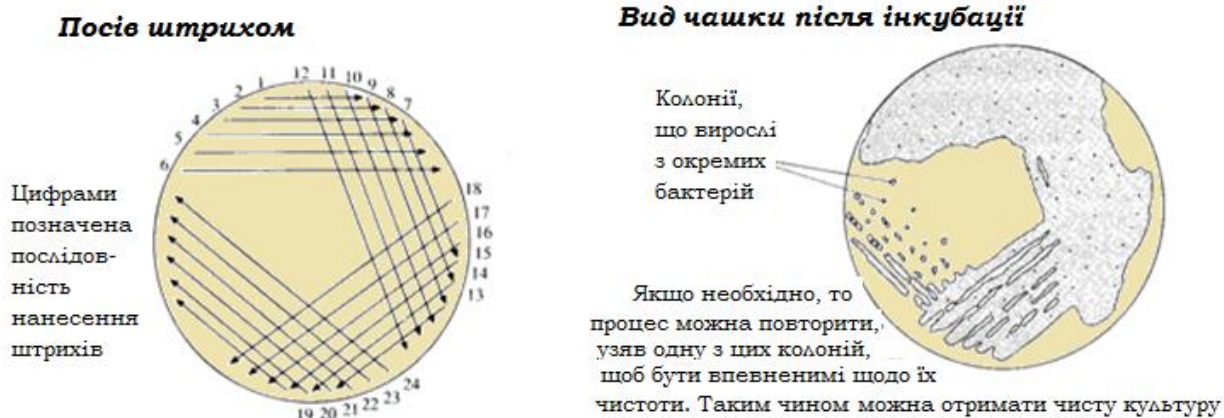 Посів штрихом
1
2
3
4
5
6
12 11 10 9 8 7
18
17
16
15
14
13
24
23
22
21
20
19
Цифрами
позначена
послідов-
ність
нанесення
штрихів
Вид чашки після інкубації
Колонії,
що вирослі
з окремих
бактерій
Якщо необхідно, то
процес можна повторити,
узяв одну з цих колоній,
щоб бути впевненимі щодо їх
чистоти. Таким чином можна отримати чисту культуру